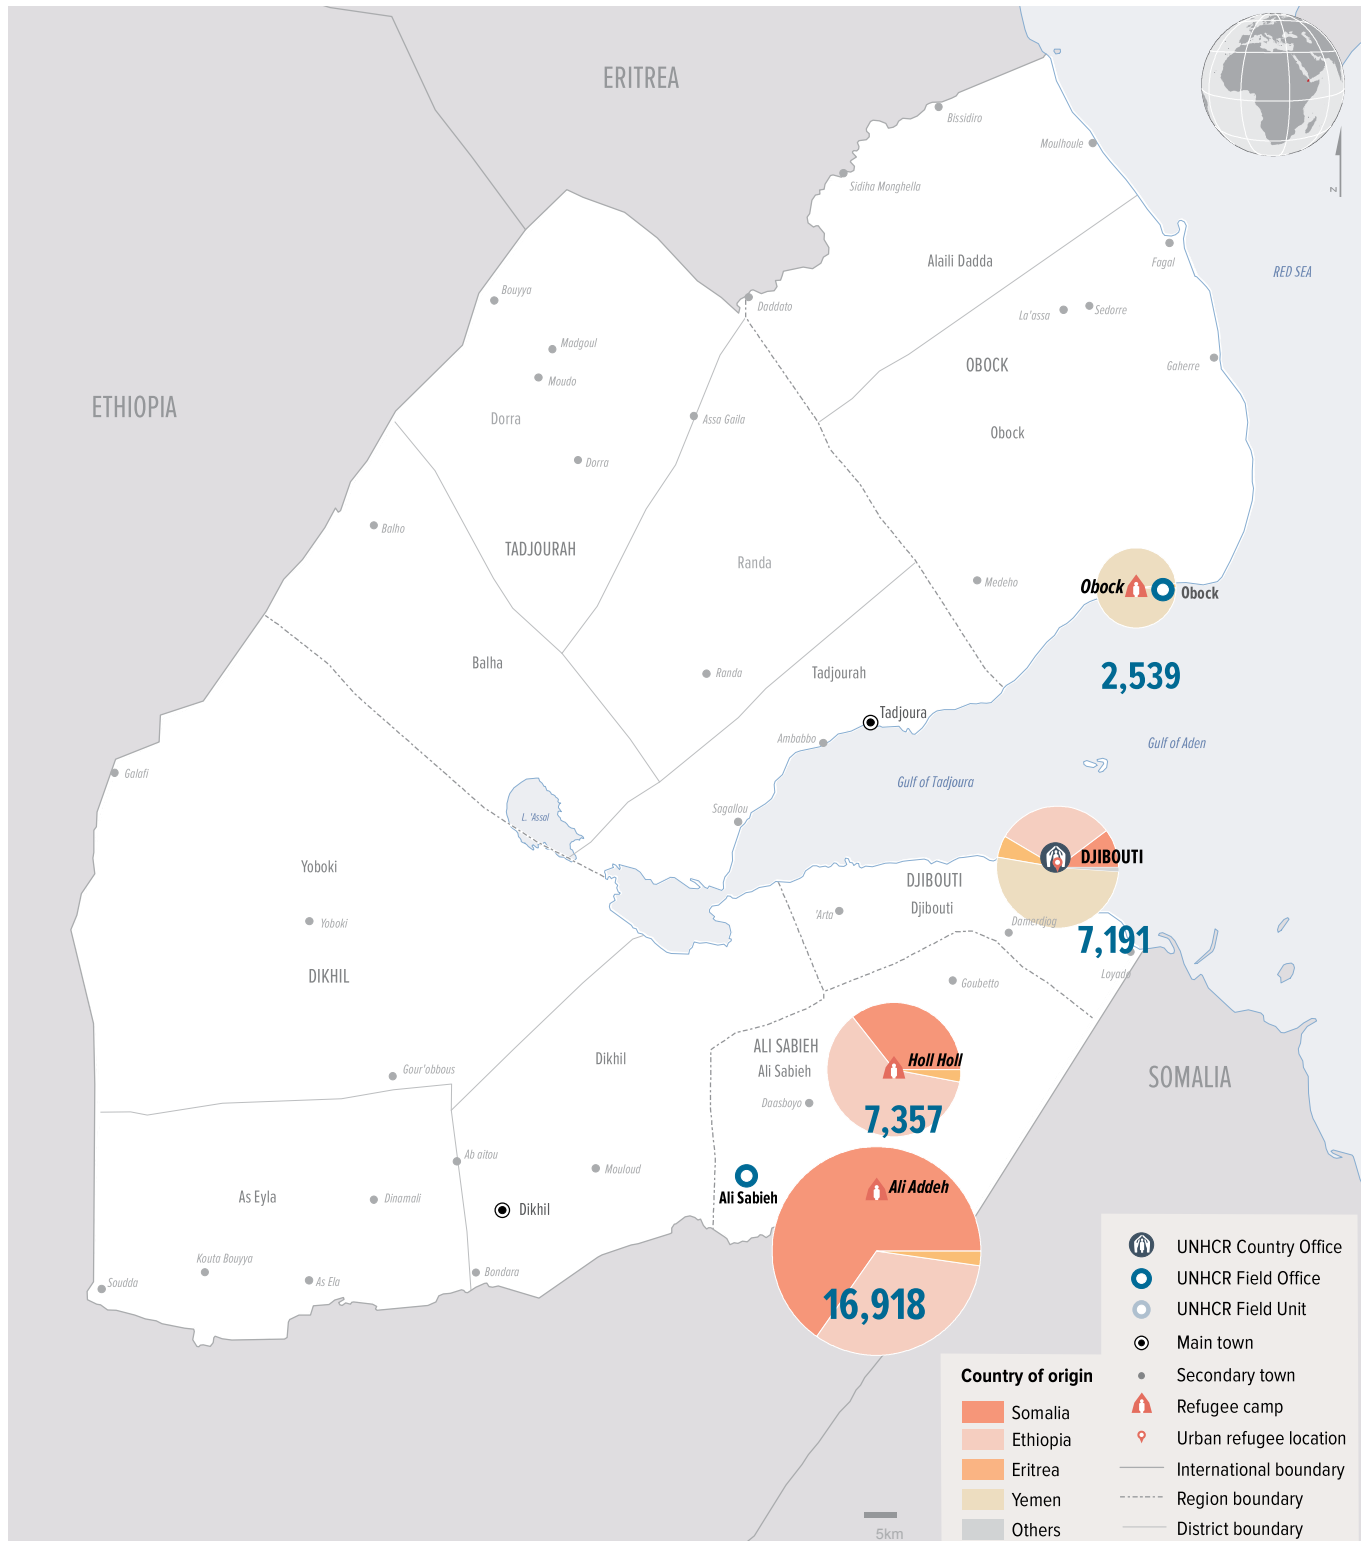 ERITREA
Bissidiro
Moulhoule
Sidiha Monghella
N
Alaili Dadda
Fagal
RED SEA
Bouyya
Daddato
La'assa
Sedorre
Madgoul
OBOCK
Gaherre
Moudo
ETHIOPIA
Dorra
Assa Gaila
Obock
Dorra
Balho
TADJOURAH
Randa
Medeho
Obock
Obock
Balha
Randa
Tadjourah
2,539
Tadjoura
Ambabbo
Gulf of Aden
Galafi
Gulf of Tadjoura
Sagallou
L. 'Assal
DJIBOUTI
Yoboki
DJIBOUTI
Djibouti
Yoboki
'Arta
Damerdjog
7,191
DIKHIL
Loyado
Goubetto
ALI SABIEH
Dikhil
Holl Holl
Gour'obbous
Ali Sabieh
SOMALIA
Daasboyo
7,357
Ab aitou
Mouloud
Ali Addeh
As Eyla
Dinamali
Ali Sabieh
Dikhil
Kouta Bouyya
Soudda
As Ela
Bondara
16,918
UNHCR Country Office
UNHCR Field Office
UNHCR Field Unit
Main town
Secondary town
Refugee camp
Urban refugee location
International boundary
Region boundary
District boundary
Country of origin
Somalia
Ethiopia
Eritrea
Yemen
Others
5km